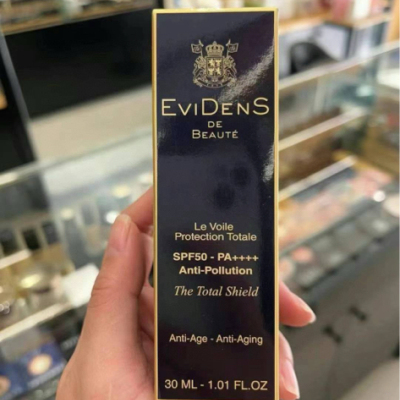 EviDenS
DE
BEAUTÉ
Le Voile
Protection Totale
SPF50 - PA++++
Anti-Pollution
The Total Shield
Anti-Age - Anti-Aging
30 ML - 1.01 FL.OZ